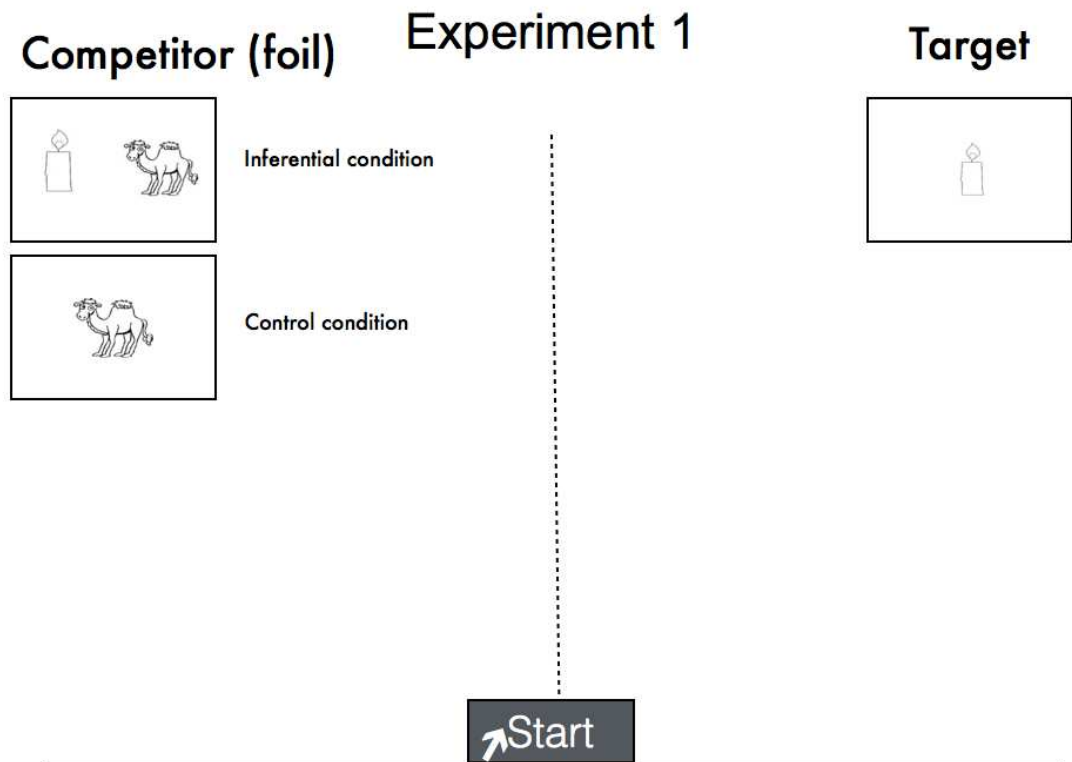 Experiment 1
Competitor (foil)
Target
Inferential condition
Control condition
Start